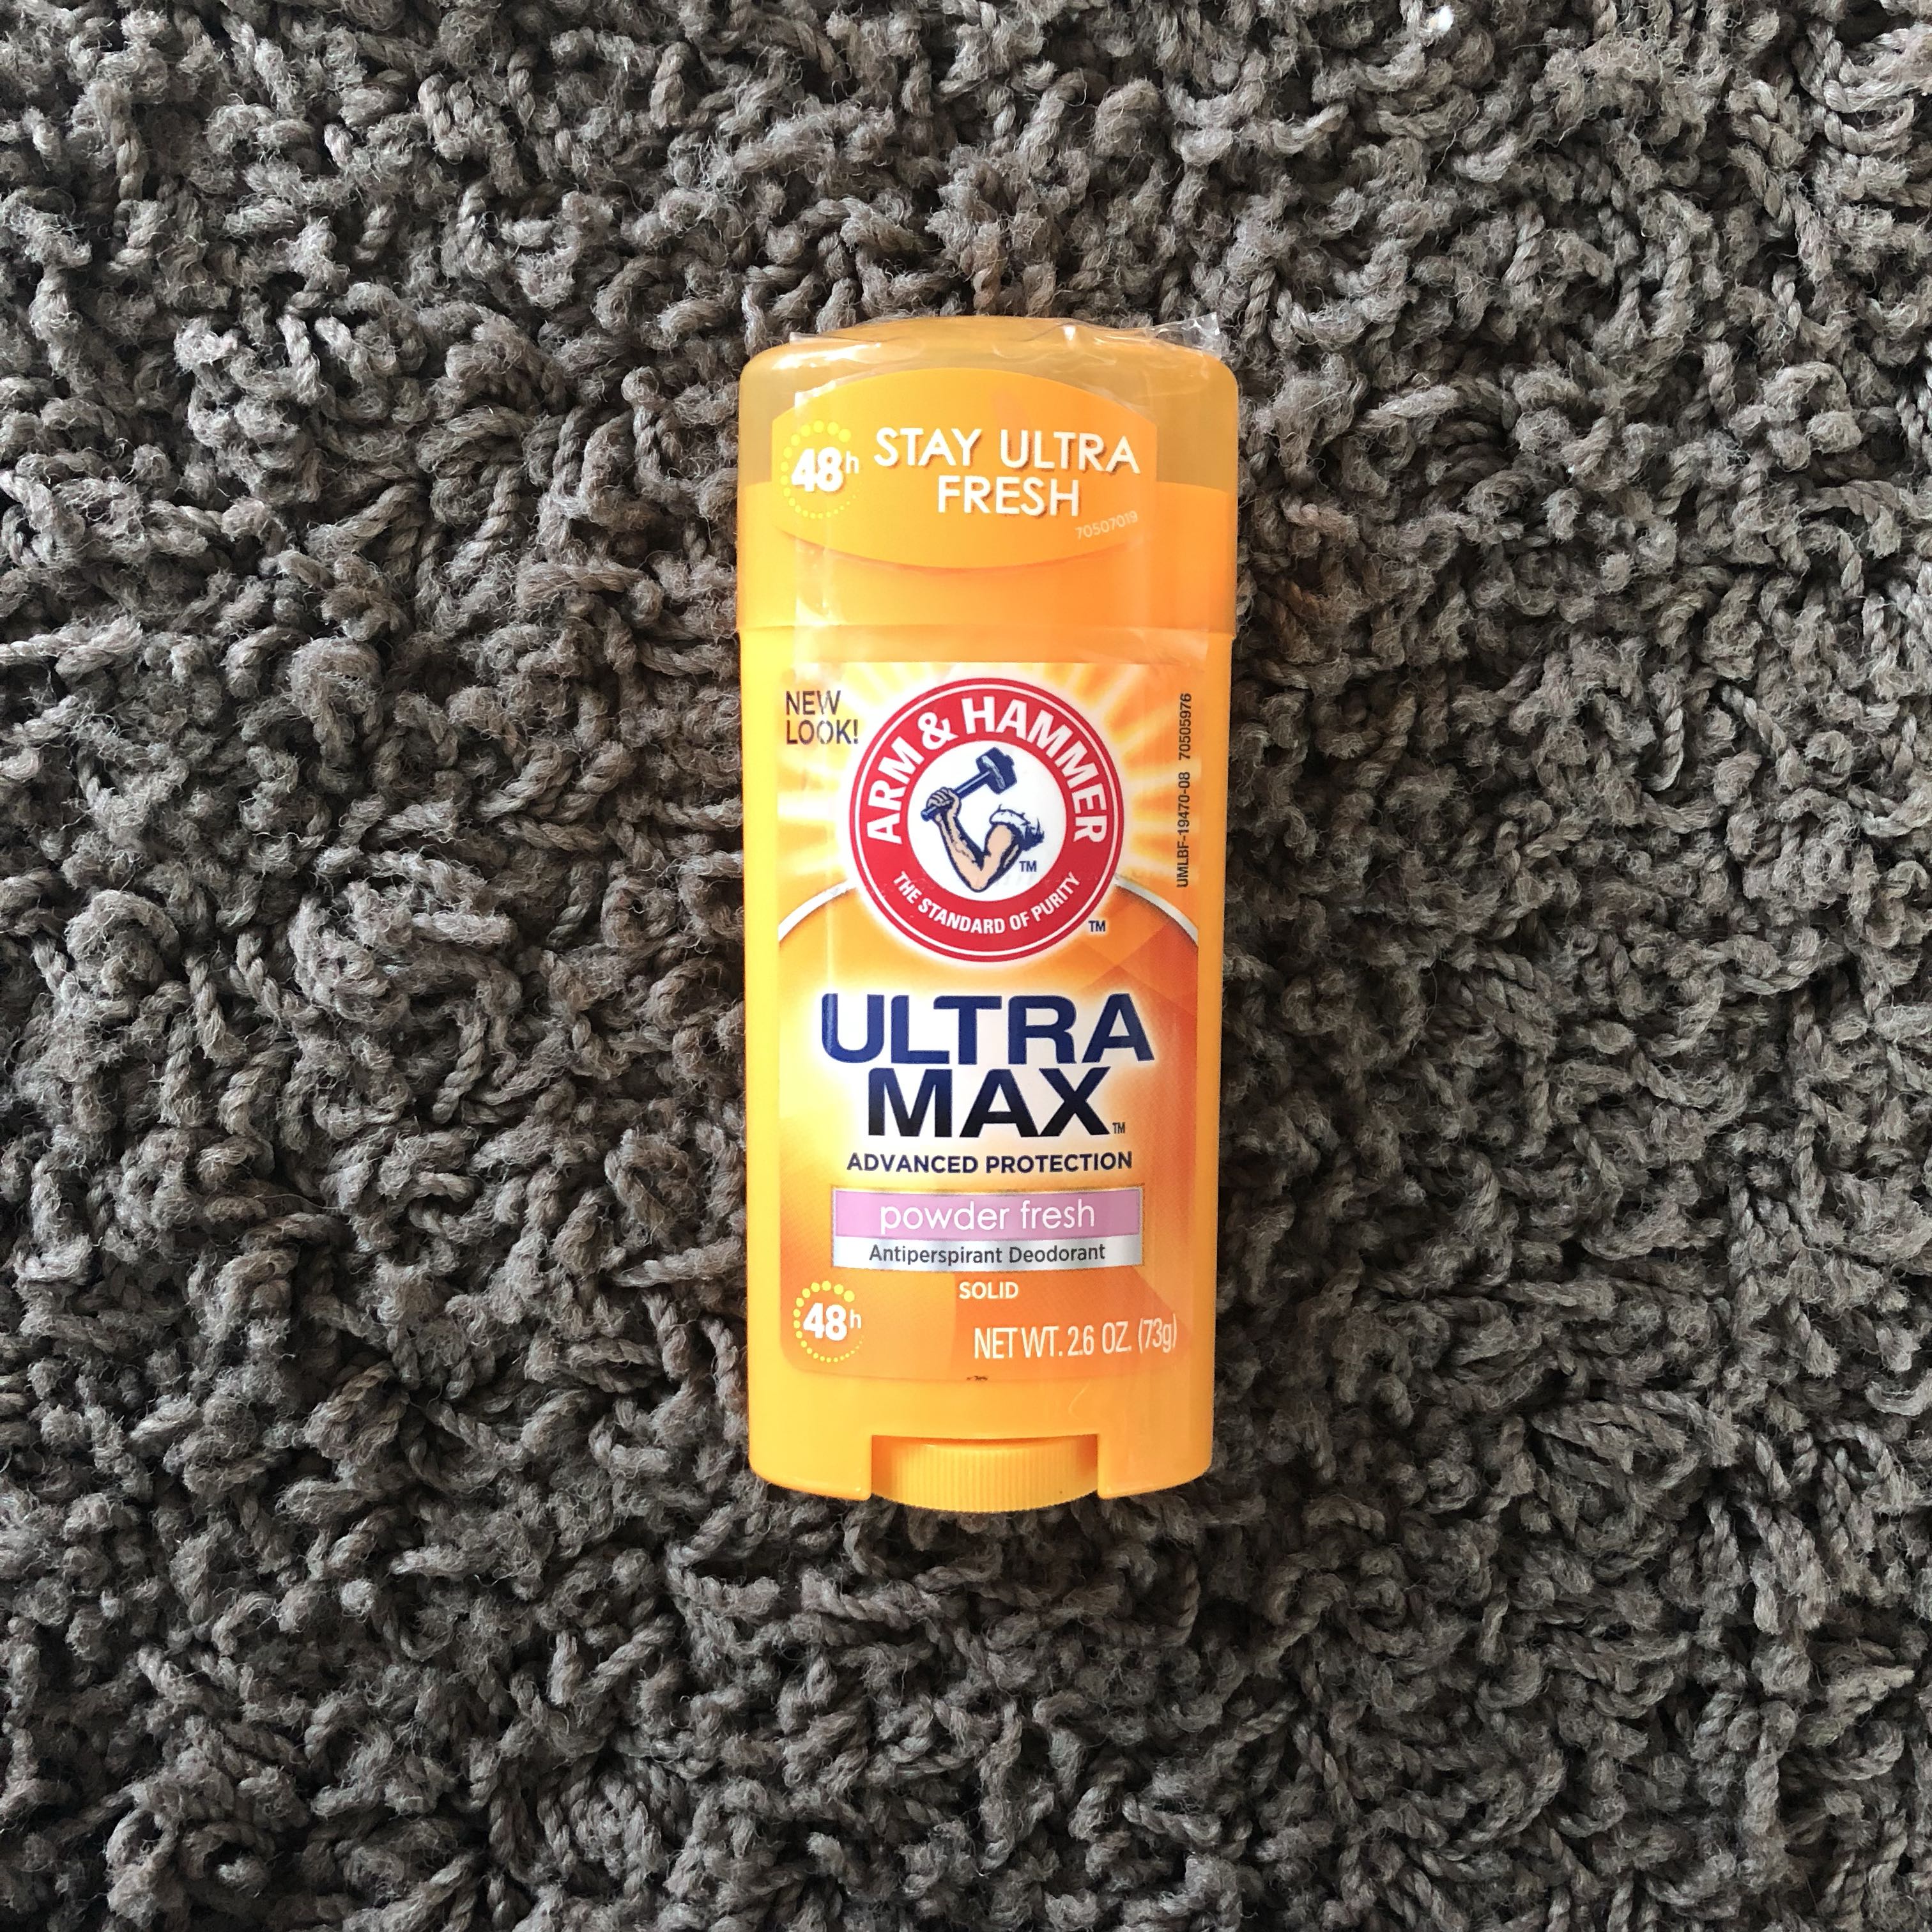 48h STAY ULTRA
FRESH
70507019
NEW
LOOK!
ARM & HAMMER
THE STANDARD OF PURITY
TM
TM
UMLBF-19470-08 70505976
ULTRA
MAX TM
ADVANCED PROTECTION
powder fresh
Antiperspirant Deodorant
SOLID
48h
NET WT. 2.6 OZ. (73g)